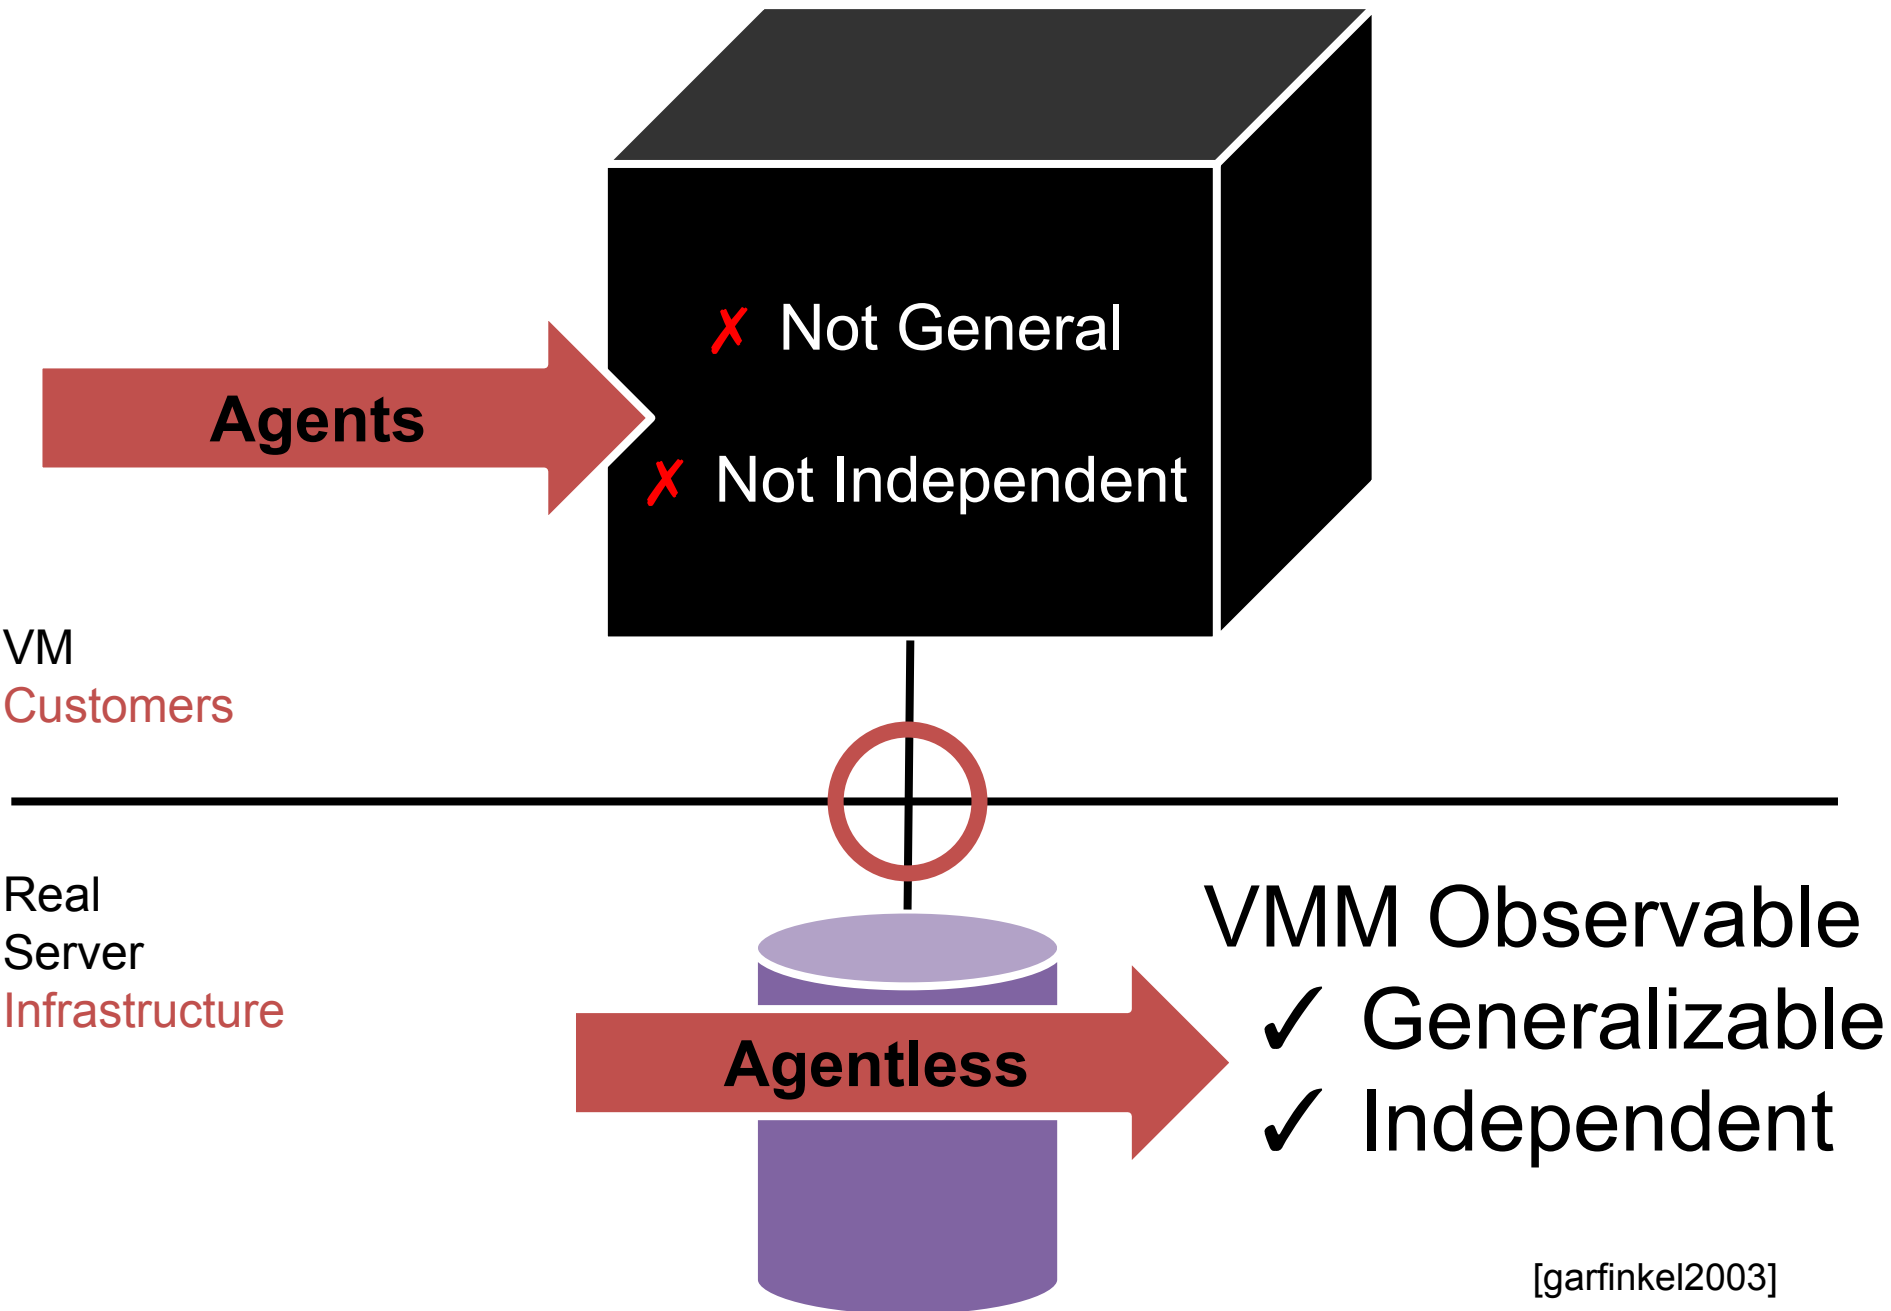 ✗ Not General
Agents
✗ Not Independent
VM
Customers
Real
Server
Infrastructure
VMM Observable
✓ Generalizable
Agentless
✓ Independent
[garfinkel2003]